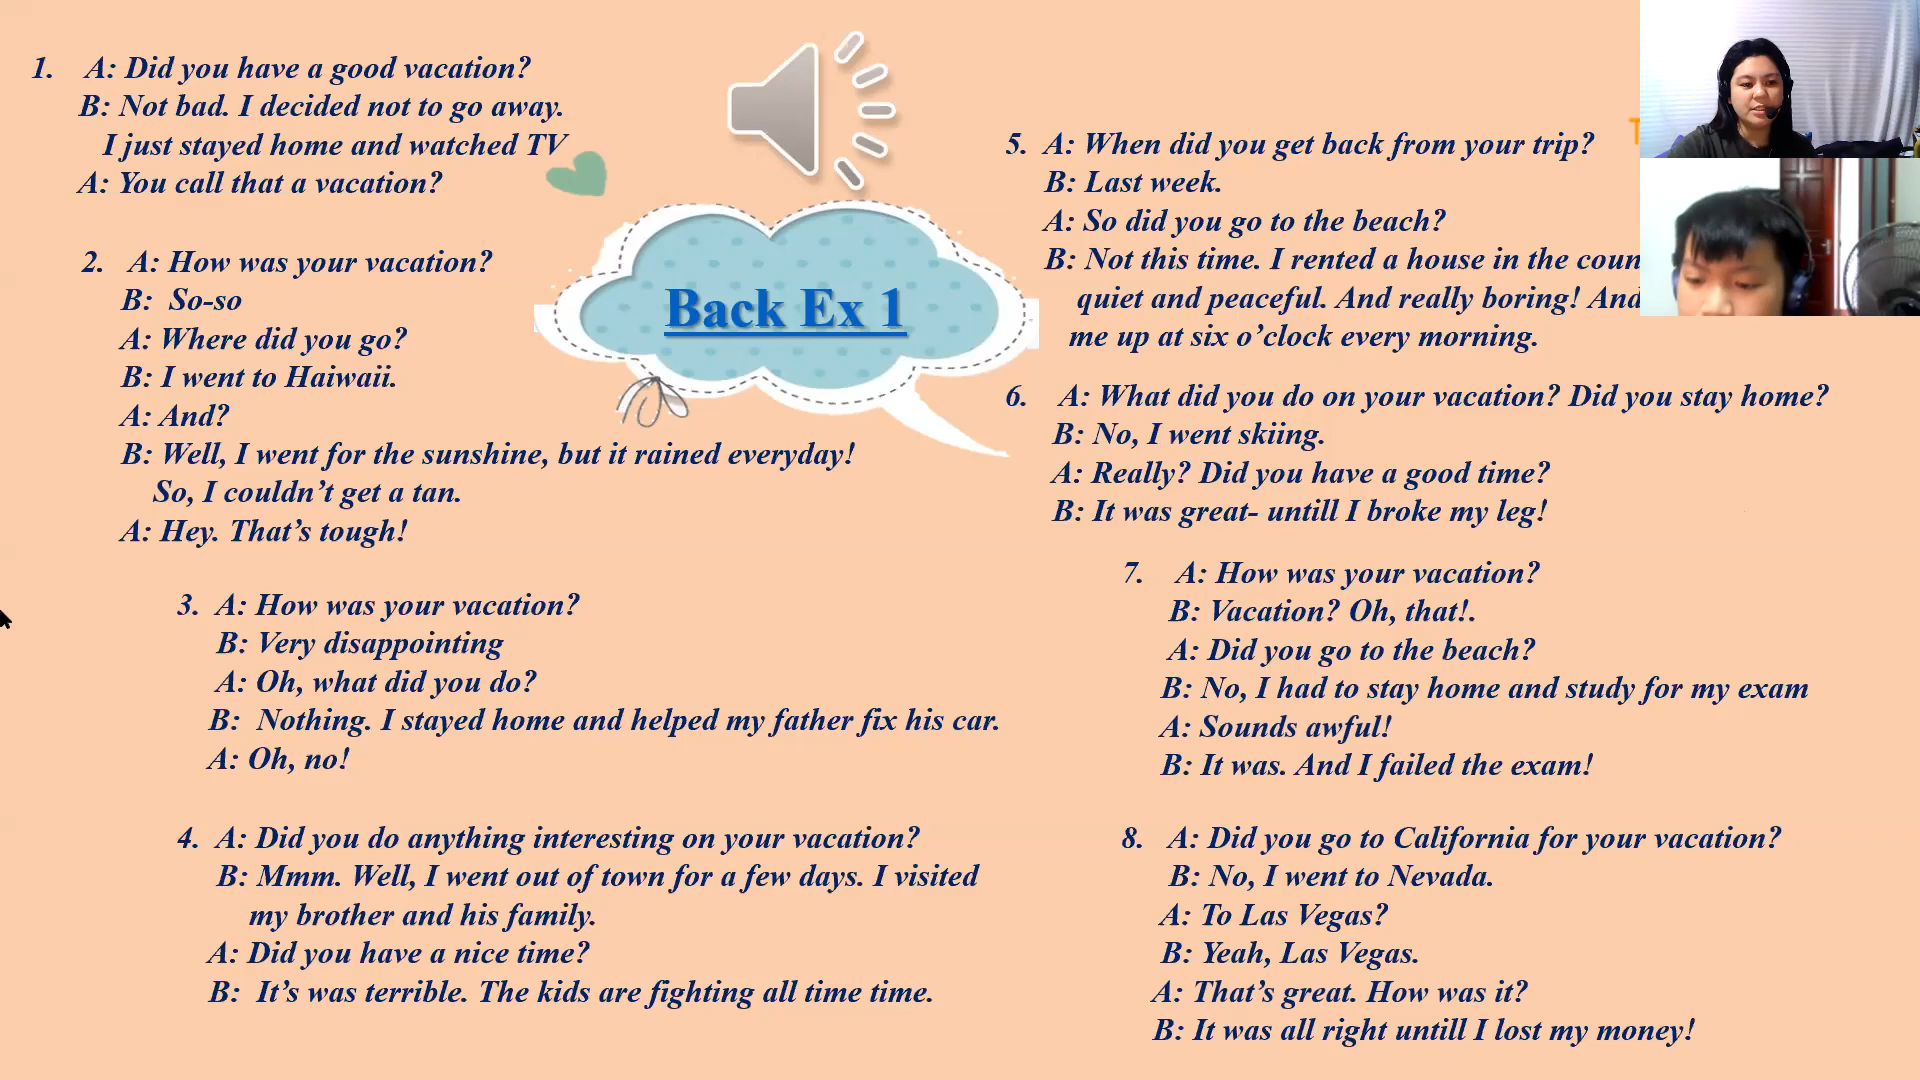 1. A: Did you have a good vacation?
B: Not bad. I decided not to go away.
I just stayed home and watched TV
A: You call that a vacation?
2. A: How was your vacation?
B: So-so
A: Where did you go?
B: I went to Haiwaii.
A: And?
B: Well, I went for the sunshine, but it rained everyday!
So, I couldn't get a tan.
A: Hey. That's tough!
3. A: How was your vacation?
B: Very disappointing
A: Oh, what did you do?
B: Nothing. I stayed home and helped my father fix his car.
A: Oh, no!
4. A: Did you do anything interesting on your vacation?
B: Mmm. Well, I went out of town for a few days. I visited
my brother and his family.
A: Did you have a nice time?
B: It's was terrible. The kids are fighting all time time.
Back Ex 1
5. A: When did you get back from your trip?
B: Last week.
A: So did you go to the beach?
B: Not this time. I rented a house in the
quiet and peaceful. And really boring! And
me up at six o'clock every morning.
6. A: What did you do on your vacation? Did you stay home?
B: No, I went skiing.
A: Really? Did you have a good time?
B: It was great- untill I broke my leg!
7. A: How was your vacation?
B: Vacation? Oh, that!.
A: Did you go to the beach?
B: No, I had to stay home and study for my exam
A: Sounds awful!
B: It was. And I failed the exam!
8. A: Did you go to California for your vacation?
B: No, I went to Nevada.
A: To Las Vegas?
B: Yeah, Las Vegas.
A: That's great. How was it?
B: It was all right untill I lost my money!